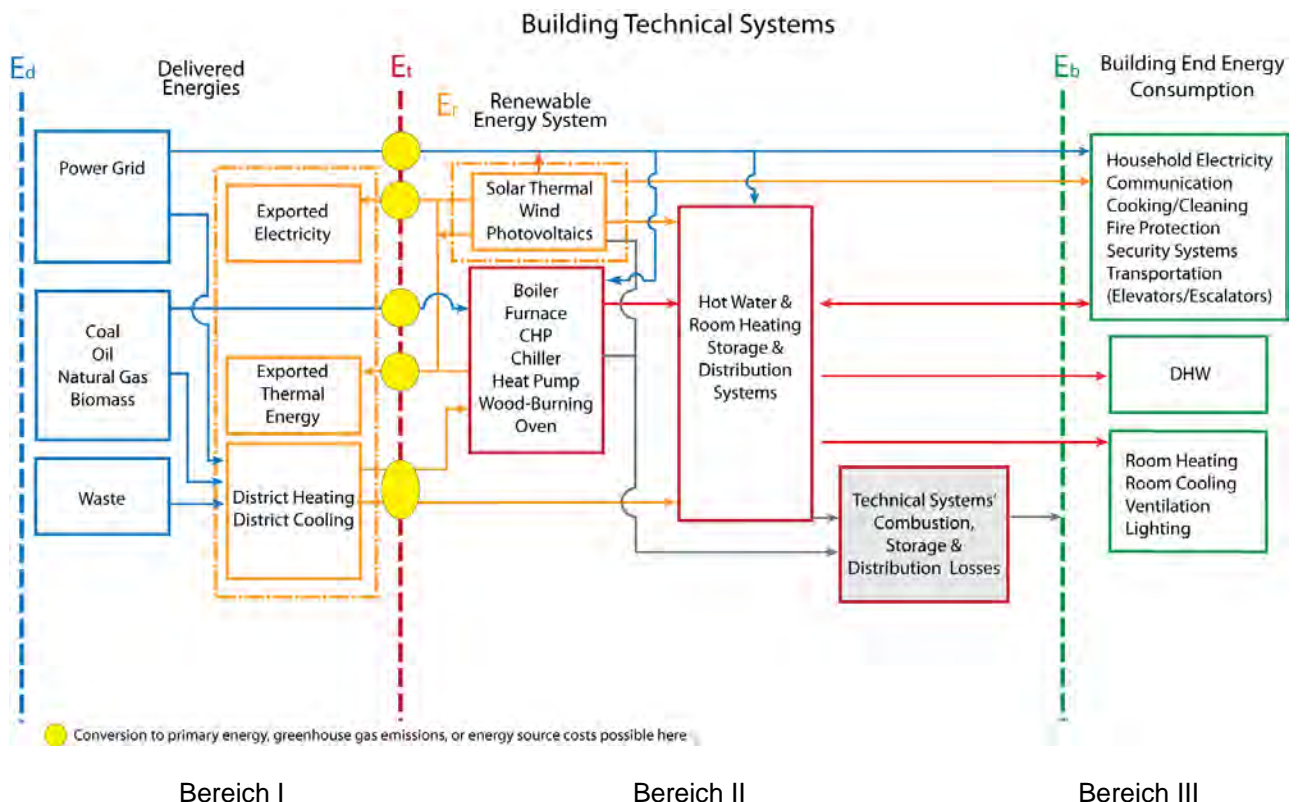 Building Technical Systems
Ed
Delivered
Energies
Et
Er
Renewable
Energy System
Eb
Building End Energy
Consumption
Power Grid
Exported
Electricity
Solar Thermal
Wind
Photovoltaics
Household Electricity
Communication
Cooking/Cleaning
Fire Protection
Security Systems
Transportation
(Elevators/Escalators)
Coal
Oil
Natural Gas
Biomass
Exported
Thermal
Energy
Boiler
Furnace
CHP
Chiller
Heat Pump
Wood-Burning
Oven
Hot Water &
Room Heating
Storage &
Distribution
Systems
DHW
Waste
District Heating
District Cooling
Room Heating
Room Cooling
Ventilation
Lighting
Technical Systems'
Combustion,
Storage &
Distribution Losses
Conversion to primary energy, greenhouse gas emissions, or energy source costs possible here
Bereich I
Bereich II
Bereich III